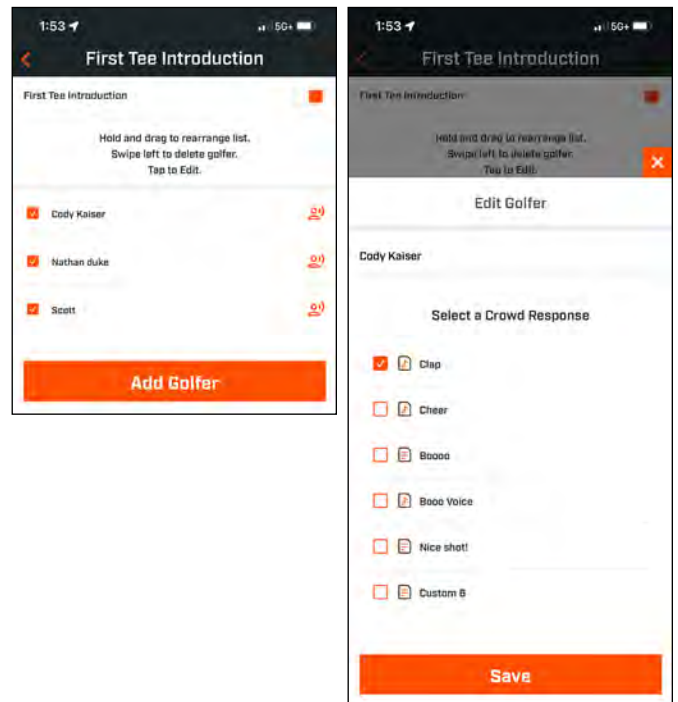 1:53
5G+
First Tee Introduction
First Tee Introduction
Hold and drag to rearrange list.
Swipe left to delete golfer.
Tap to Edit.
Cody Kaiser
Nathan duke
Scott
Add Golfer
1:53
5G+
First Tee Introduction
First Tee Introduction
Hold and drag to rearrange list.
Swipe left to delete golfer.
Tap to Edit.
Edit Golfer
Cody Kaiser
Select a Crowd Response
Clap
Cheer
Boooo
Booo Voice
Nice shot!
Custom 6
Save